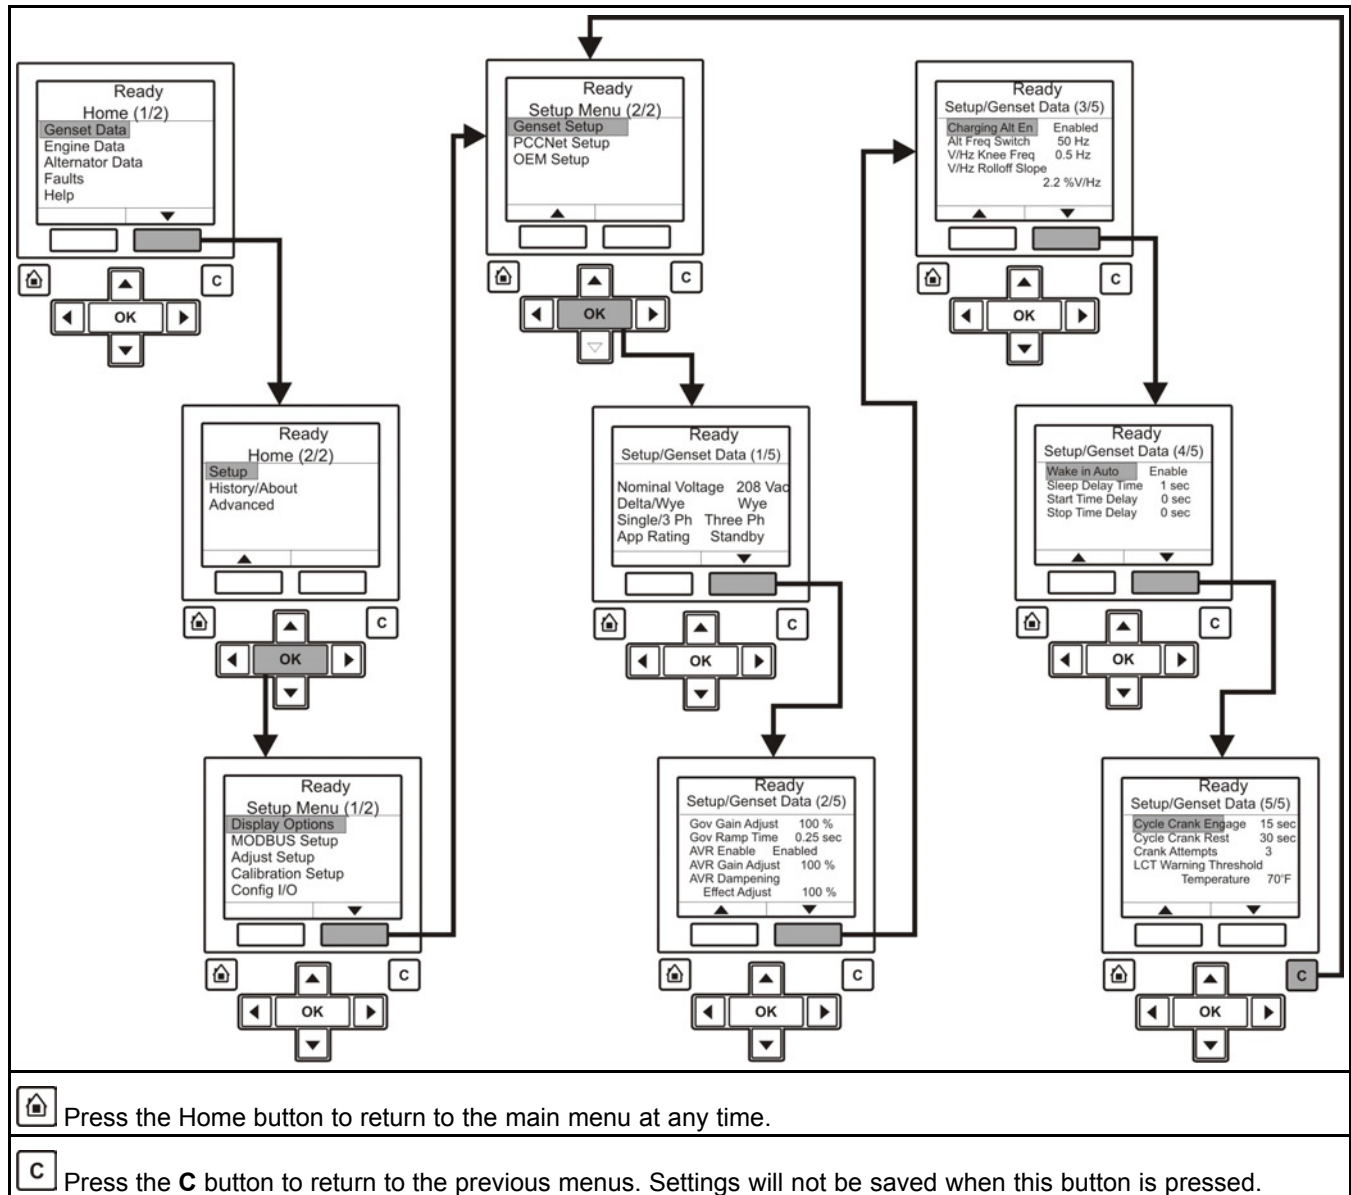 Ready
Home (1/2)
Genset Data
Engine Data
Alternator Data
Faults
Help
C
OK
Ready
Home (2/2)
Setup
History/About
Advanced
C
OK
Ready
Setup Menu (1/2)
Display Options
MODBUS Setup
Adjust Setup
Calibration Setup
Config I/O
C
OK
Ready
Setup Menu (2/2)
Genset Setup
PCCNet Setup
OEM Setup
C
OK
Ready
Setup/Genset Data (1/5)
Nominal Voltage 208 Vac
Delta/Wye Wye
Single/3 Ph Three Ph
App Rating Standby
C
OK
Ready
Setup/Genset Data (2/5)
Gov Gain Adjust 100 %
Gov Ramp Time 0.25 sec
AVR Enable Enabled
AVR Gain Adjust 100 %
AVR Dampening
Effect Adjust 100 %
C
OK
Ready
Setup/Genset Data (3/5)
Charging Alt En Enabled
Alt Freq Switch 50 Hz
V/Hz Knee Freq 0.5 Hz
V/Hz Rolloff Slope
2.2 %V/Hz
C
OK
Ready
Setup/Genset Data (4/5)
Wake in Auto Enable
Sleep Delay Time 1 sec
Start Time Delay 0 sec
Stop Time Delay 0 sec
C
OK
Ready
Setup/Genset Data (5/5)
Cycle Crank Engage 15 sec
Cycle Crank Rest 30 sec
Crank Attempts 3
LCT Warning Threshold
Temperature 70°F
C
OK
Press the Home button to return to the main menu at any time.
C Press the C button to return to the previous menus. Settings will not be saved when this button is pressed.